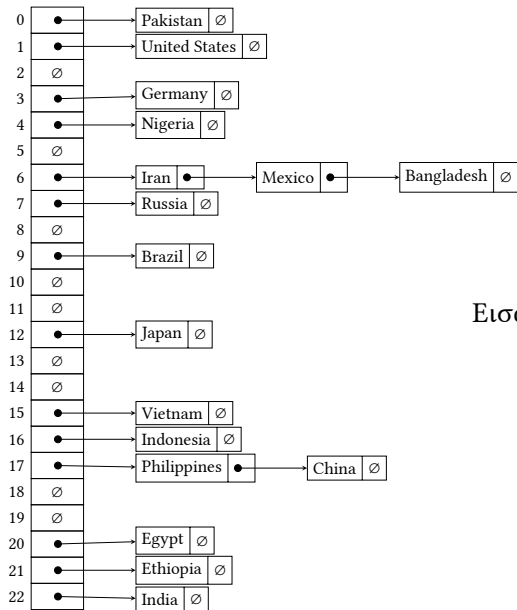 0 Pakistan ∅
1 United States ∅
2 ∅
3 Germany ∅
4 Nigeria ∅
5 ∅
6 Iran Mexico Bangladesh ∅
7 Russia ∅
8 ∅
9 Brazil ∅
10 ∅
11 ∅
12 Japan ∅
13 ∅
14 ∅
15 Vietnam ∅
16 Indonesia ∅
17 Philippines China ∅
18 ∅
19 ∅
20 Egypt ∅
21 Ethiopia ∅
22 India ∅